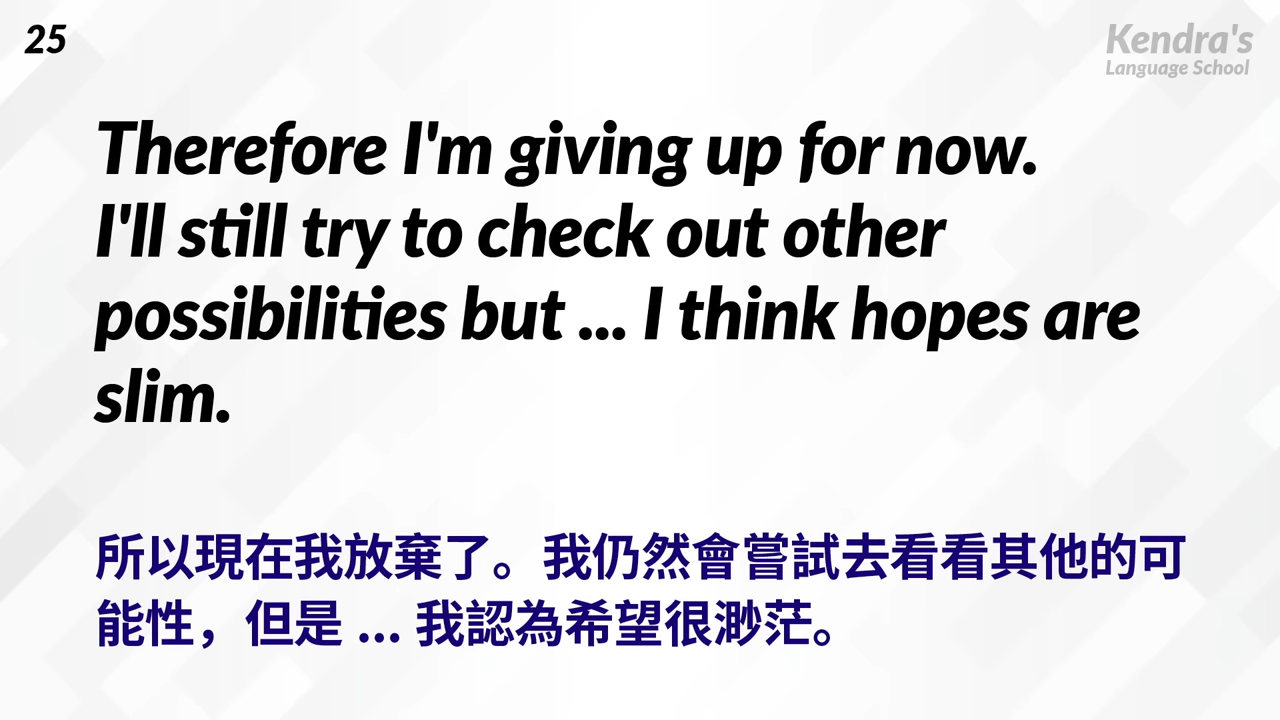 25
Kendra's
Language School
Therefore I'm giving up for now.
I'll still try to check out other
possibilities but ... I think hopes are
slim.
所以現在我放棄了。我仍然會嘗試去看看其他的可
能性，但是 ... 我認為希望很渺茫。